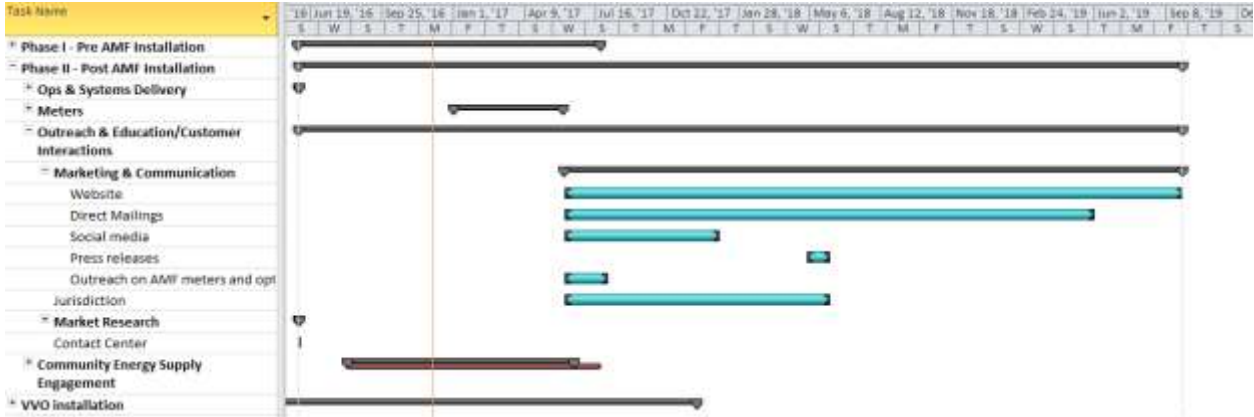 Task Name
'16 Jun 19, '16 Sep 25, '16 Jan 1, '17 Apr 9, '17 Jul 16, '17 Oct 22, '17 Jan 28, '18 May 6, '18 Aug 12, '18 Nov 18, '18 Feb 24, '19 Jun 2, '19 Sep 8, '19
S W S T M F T S W S T M F T S W S T M F T S W S T M F T S
Phase I - Pre AMF Installation
Phase II - Post AMF Installation
Ops & Systems Delivery
Meters
Outreach & Education/Customer
Interactions
Marketing & Communication
Website
Direct Mailings
Social media
Press releases
Outreach on AMF meters and opt
Jurisdiction
Market Research
Contact Center
Community Energy Supply
Engagement
VVO installation